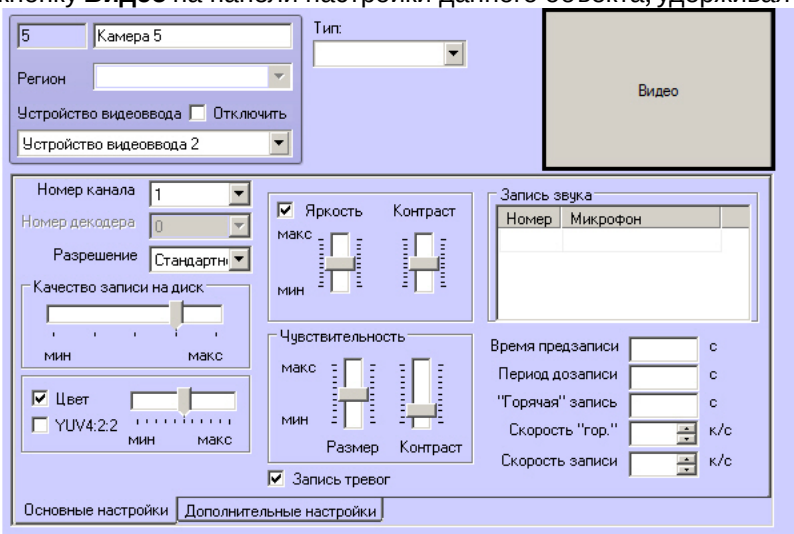 кнопку Видео на панели настройки данного объекта, удерживая
5
Камера 5
Тип:
Регион
Устройство видеоввода Отключить
Устройство видеоввода 2
Видео
Номер канала 1
Номер декодера 0
Разрешение Стандартн
Качество записи на диск
мин макс
Цвет
YUV4:2:2
мин макс
Яркость Контраст
макс
мин
Чувствительность
макс
мин
Размер Контраст
Запись тревог
Запись звука
Номер Микрофон
Время предзаписи с
Период дозаписи с
"Горячая" запись с
Скорость "гор." к/с
Скорость записи к/с
Основные настройки Дополнительные настройки